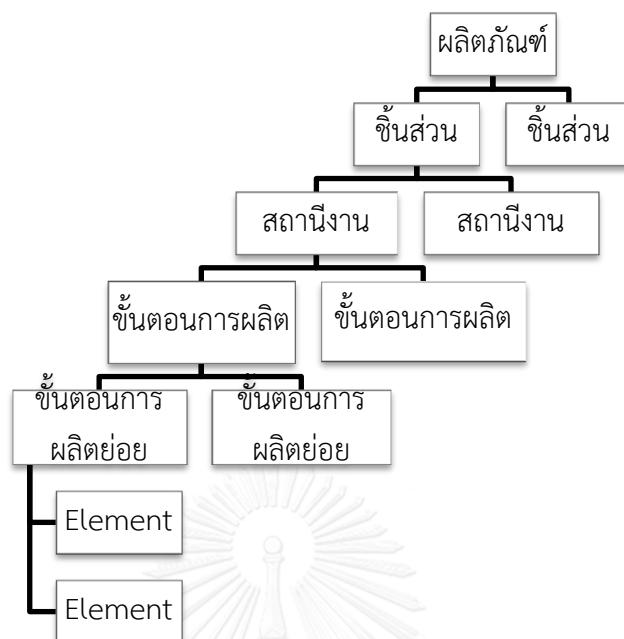 ผลิตภัณฑ์
ชิ้นส่วน
ชิ้นส่วน
สถานีงาน
สถานีงาน
ขั้นตอนการผลิต
ขั้นตอนการผลิต
ขั้นตอนการ
ผลิตย่อย
ขั้นตอนการ
ผลิตย่อย
Element
Element